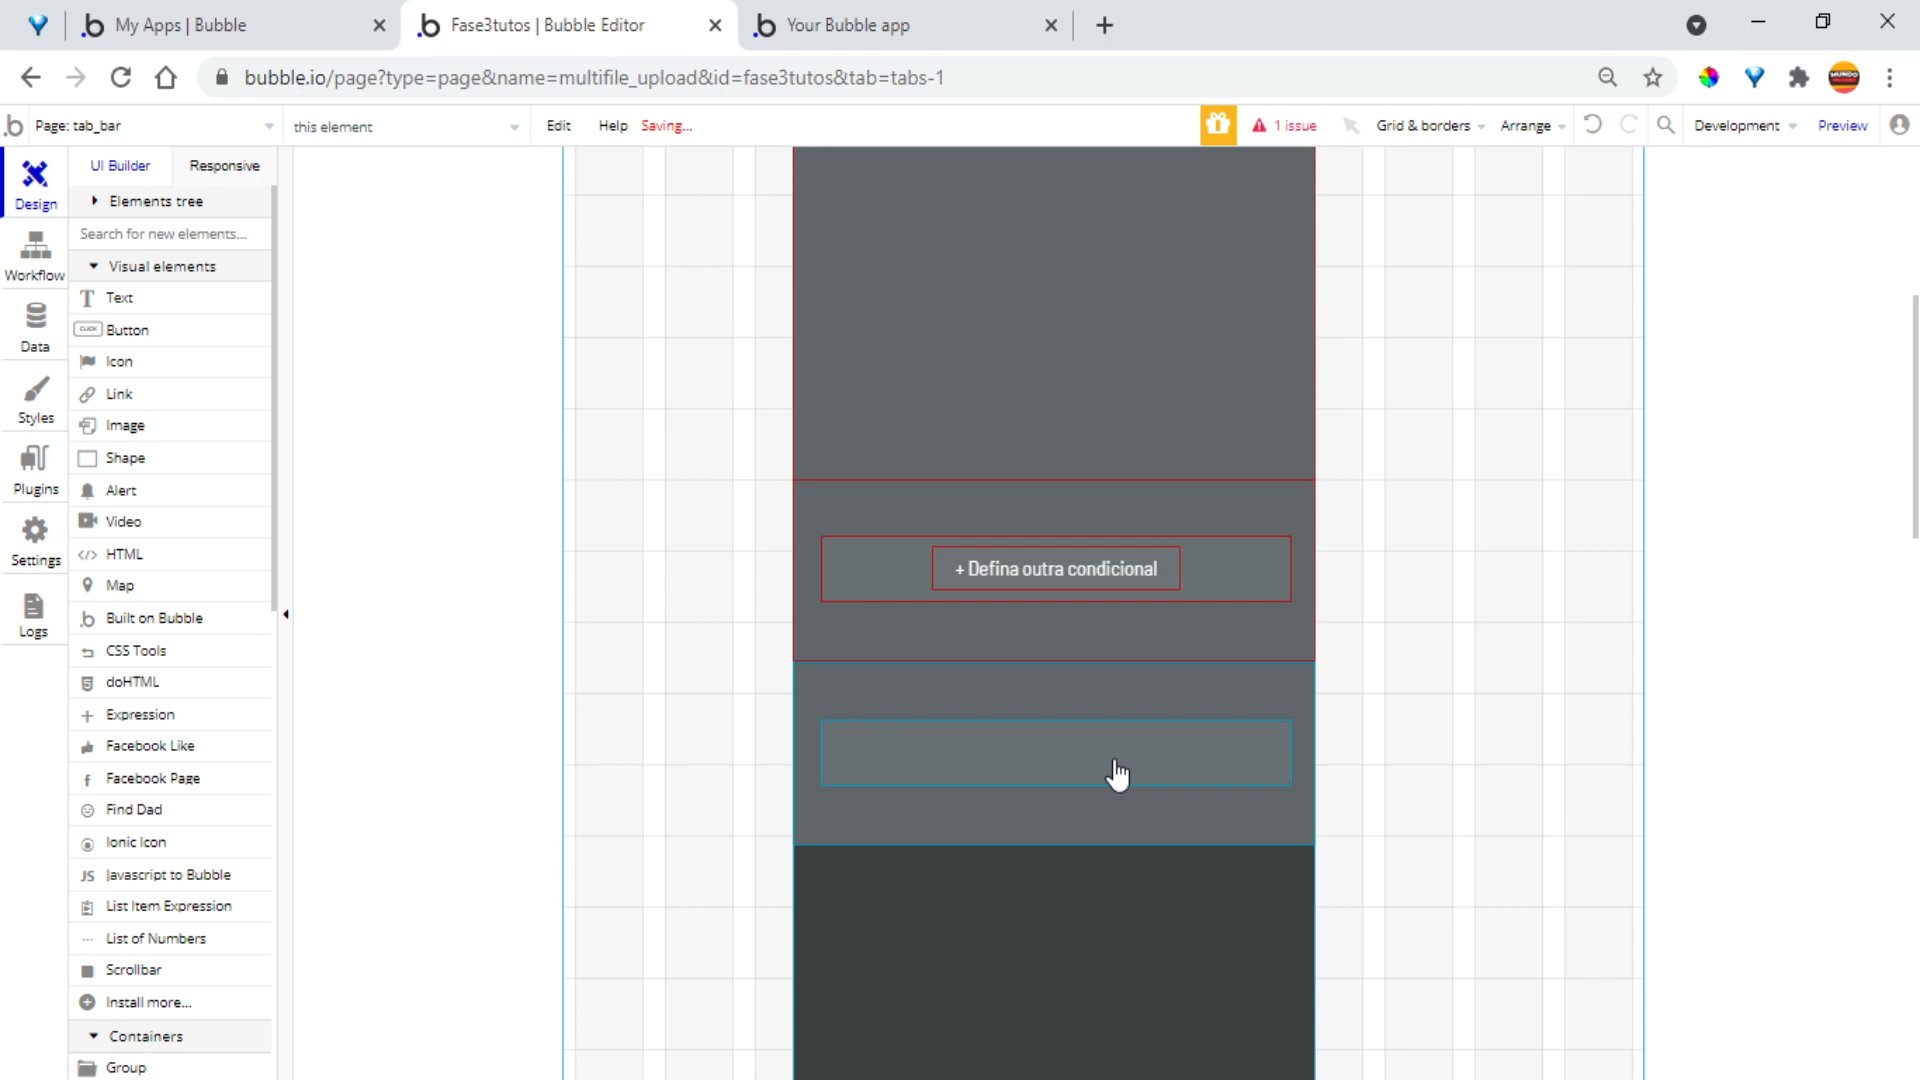 My Apps | Bubble
Fase3tutos | Bubble Editor
Your Bubble app
bubble.io/page?type=page&name=multifile_upload&id=fase3tutos&tab=tabs-1
Page: tab_bar
this element
Edit
Help
Saving...
1 issue
Grid & borders
Arrange
Development
Preview
Design
Workflow
Data
Styles
Plugins
Settings
Logs
UI Builder
Responsive
Elements tree
Search for new elements...
Visual elements
Text
CLICK Button
Icon
Link
Image
Shape
Alert
Video
HTML
Map
Built on Bubble
CSS Tools
doHTML
Expression
Facebook Like
Facebook Page
Find Dad
Ionic Icon
JS Javascript to Bubble
List Item Expression
List of Numbers
Scrollbar
Install more...
Containers
Group
+ Defina outra condicional